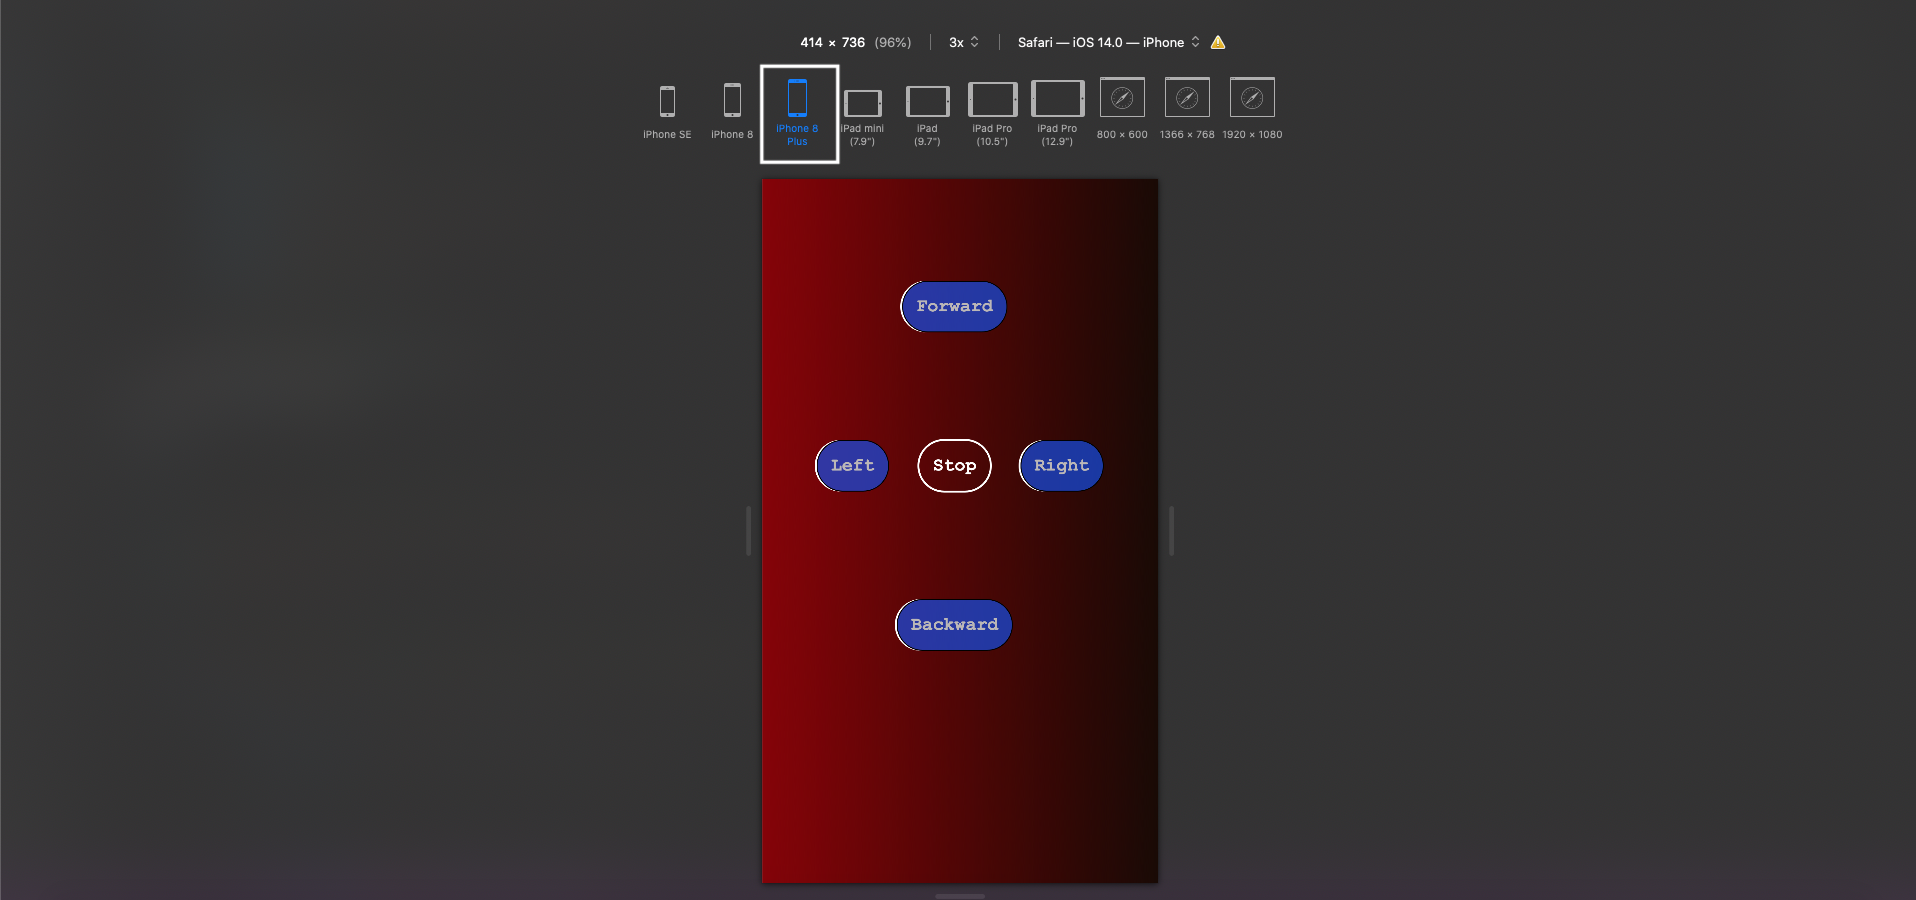 414 × 736 (96%) 3x Safari — iOS 14.0 — iPhone
iPhone SE
iPhone 8
iPhone 8
Plus
iPad mini
(7.9")
iPad
(9.7")
iPad Pro
(10.5")
iPad Pro
(12.9")
800 × 600
1366 × 768
1920 × 1080
Forward
Left Stop Right
Backward